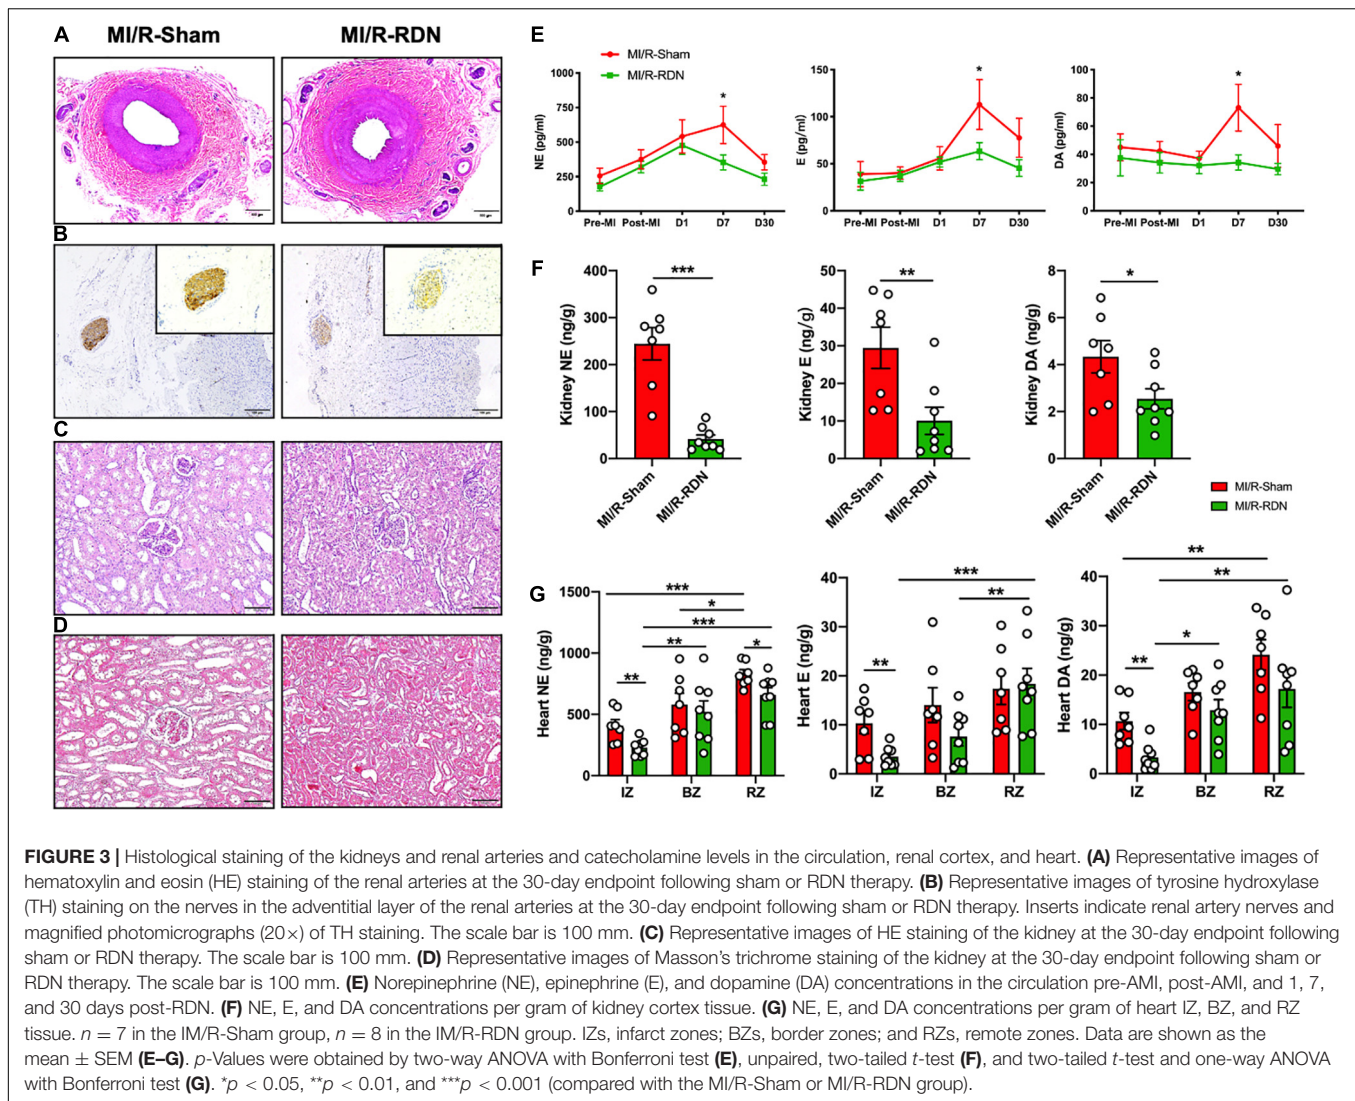 A
MI/R-Sham
MI/R-RDN
B
C
D
E
MI/R-Sham
MI/R-RDN
NE (pg/ml)
1000
750
500
250
0
*
Pre-MI Post-MI D1 D7 D30
E (pg/ml)
150
100
50
0
*
Pre-MI Post-MI D1 D7 D30
DA (pg/ml)
80
60
40
20
0
*
Pre-MI Post-MI D1 D7 D30
F
Kidney NE (ng/g)
400
300
200
100
0
***
MI/R-Sham
MI/R-RDN
Kidney E (ng/g)
50
40
30
20
10
0
**
MI/R-Sham
MI/R-RDN
Kidney DA (ng/g)
8
6
4
2
0
*
MI/R-Sham
MI/R-RDN
MI/R-Sham
MI/R-RDN
G
Heart NE (ng/g)
1500
1000
500
0
***
*
***
**
*
**
IZ BZ RZ
Heart E (ng/g)
40
30
20
10
0
***
**
**
IZ BZ RZ
Heart DA (ng/g)
40
30
20
10
0
**
**
*
**
IZ BZ RZ
FIGURE 3 | Histological staining of the kidneys and renal arteries and catecholamine levels in the circulation, renal cortex, and heart. (A) Representative images of
hematoxylin and eosin (HE) staining of the renal arteries at the 30-day endpoint following sham or RDN therapy. (B) Representative images of tyrosine hydroxylase
(TH) staining on the nerves in the adventitial layer of the renal arteries at the 30-day endpoint following sham or RDN therapy. Inserts indicate renal artery nerves and
magnified photomicrographs (20×) of TH staining. The scale bar is 100 mm. (C) Representative images of HE staining of the kidney at the 30-day endpoint following
sham or RDN therapy. The scale bar is 100 mm. (D) Representative images of Masson's trichrome staining of the kidney at the 30-day endpoint following sham or
RDN therapy. The scale bar is 100 mm. (E) Norepinephrine (NE), epinephrine (E), and dopamine (DA) concentrations in the circulation pre-AMI, post-AMI, and 1, 7,
and 30 days post-RDN. (F) NE, E, and DA concentrations per gram of kidney cortex tissue. (G) NE, E, and DA concentrations per gram of heart IZ, BZ, and RZ
tissue. n = 7 in the IM/R-Sham group, n = 8 in the IM/R-RDN group. IZs, infarct zones; BZs, border zones; and RZs, remote zones. Data are shown as the
mean ± SEM (E–G). p-Values were obtained by two-way ANOVA with Bonferroni test (E), unpaired, two-tailed t-test (F), and two-tailed t-test and one-way ANOVA
with Bonferroni test (G). *p < 0.05, **p < 0.01, and ***p < 0.001 (compared with the MI/R-Sham or MI/R-RDN group).